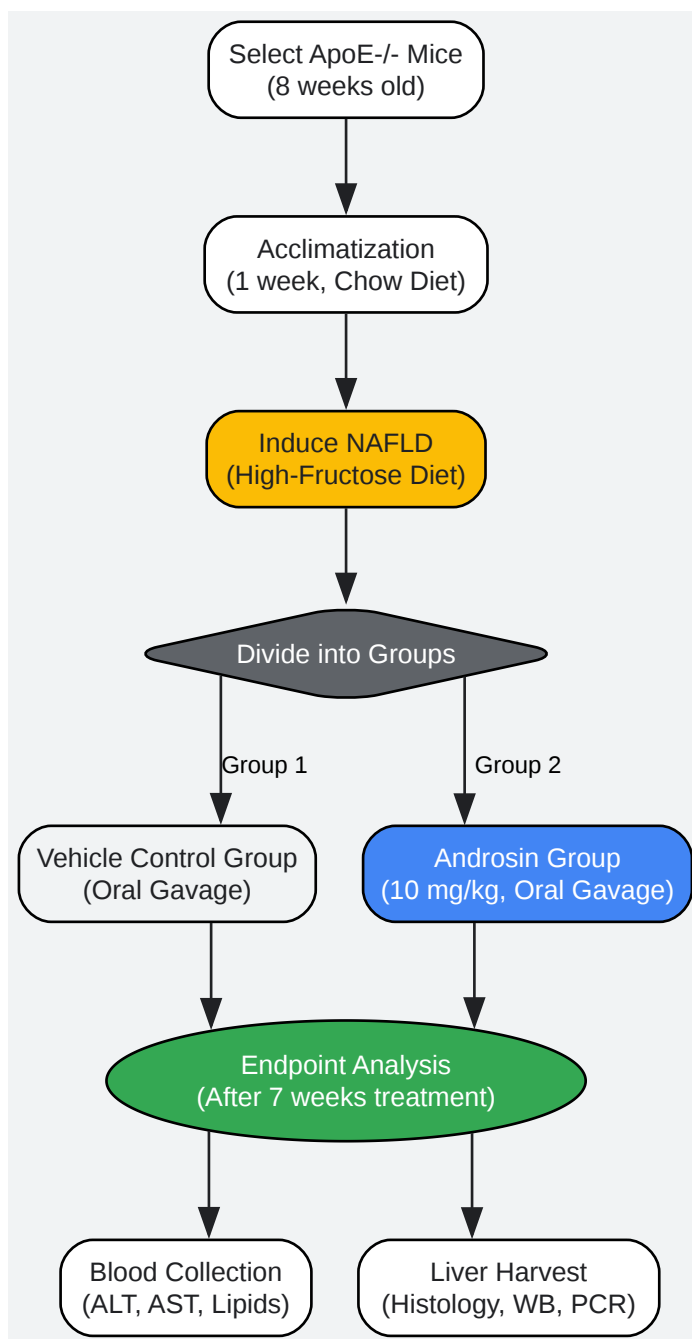 Select ApoE-/- Mice
(8 weeks old)
Acclimatization
(1 week, Chow Diet)
Induce NAFLD
(High-Fructose Diet)
Divide into Groups
Group 1
Group 2
Vehicle Control Group
(Oral Gavage)
Androsin Group
(10 mg/kg, Oral Gavage)
Endpoint Analysis
(After 7 weeks treatment)
Blood Collection
(ALT, AST, Lipids)
Liver Harvest
(Histology, WB, PCR)